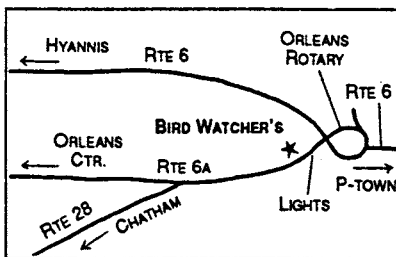 HYANNIS
RTE 6
ORLEANS
ROTARY
RTE 6
ORLEANS
CTR.
BIRD WATCHER'S
RTE 6A
P-TOWN
LIGHTS
RTE 28
CHATHAM